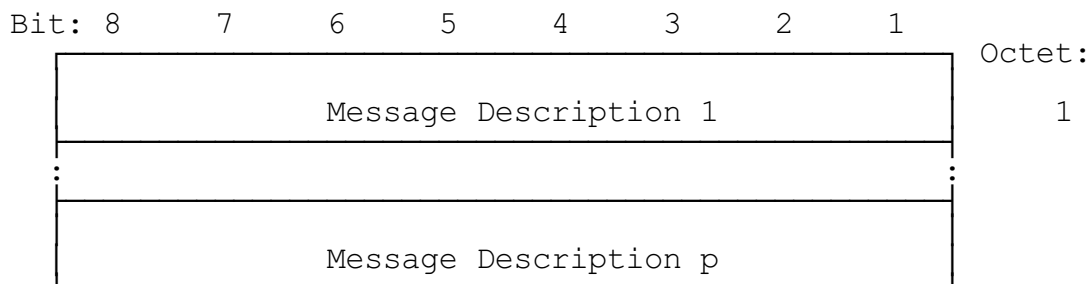 Bit: 8 7 6 5 4 3 2 1
Octet:
Message Description 1 1
:
:
Message Description p